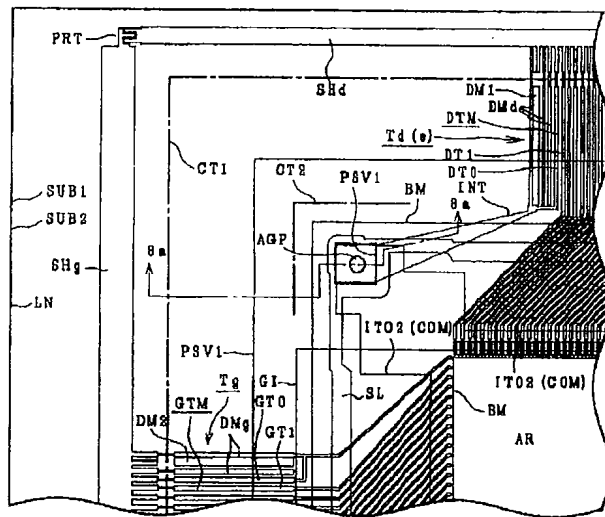 PRT
SHd
DM1
DMd
DTM
Td(s)
CT1
DT1
CT2
PSV1
DT0
BM
INT
SUB1
8a
SUB2
AGP
SHg
8a
LN
ITO2(COM)
PSV1
ITO2(COM)
Tg
GI
GTM
GT0
SL
BM
DM2
DMg
GT1
AR